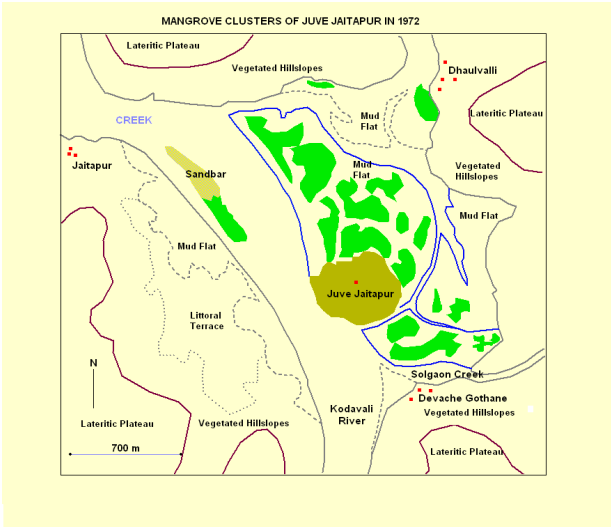 MANGROVE CLUSTERS OF JUVE JAITAPUR IN 1972
Lateritic Plateau
Vegetated Hillslopes
Dhaulvalli
Lateritic Plateau
Mud
Flat
CREEK
Jaitapur
Sandbar
Mud
Flat
Vegetated
Hillslopes
Mud Flat
Mud Flat
Juve Jaitapur
Littoral
Terrace
N
Solgaon Creek
Devache Gothane
Kodavali
River
Vegetated Hillslopes
Lateritic Plateau
Vegetated Hillslopes
700 m
Lateritic Plateau